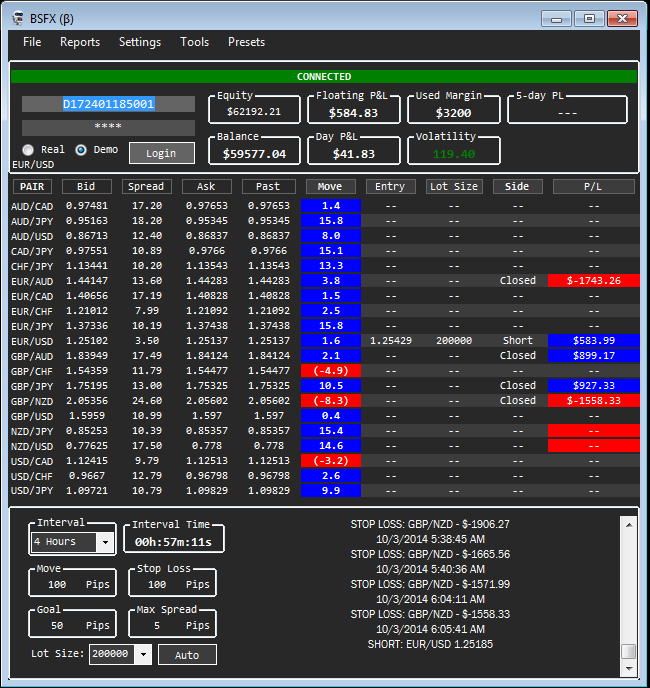 BSFX (β)
File Reports Settings Tools Presets
CONNECTED
D172401185001
****
Real Demo Login
EUR/USD
Equity Floating P&L Used Margin 5-day PL
$62192.21 $584.83 $3200 ---
Balance Day P&L Volatility
$59577.04 $41.83 119.40
PAIR Bid Spread Ask Past Move Entry Lot Size Side P/L
AUD/CAD 0.97481 17.20 0.97653 0.97653 1.4 -- -- -- --
AUD/JPY 0.95163 18.20 0.95345 0.95345 15.8 -- -- -- --
AUD/USD 0.86713 12.40 0.86837 0.86837 8.0 -- -- -- --
CAD/JPY 0.97551 10.89 0.9766 0.9766 15.1 -- -- -- --
CHF/JPY 1.13441 10.20 1.13543 1.13543 13.3 -- -- -- --
EUR/AUD 1.44147 13.60 1.44283 1.44283 3.8 -- -- Closed $-1743.26
EUR/CAD 1.40656 17.19 1.40828 1.40828 1.5 -- -- -- --
EUR/CHF 1.21012 7.99 1.21092 1.21092 2.5 -- -- -- --
EUR/JPY 1.37336 10.19 1.37438 1.37438 15.8 -- -- -- --
EUR/USD 1.25102 3.50 1.25137 1.25137 1.6 1.25429 200000 Short $583.99
GBP/AUD 1.83949 17.49 1.84124 1.84124 2.1 -- -- Closed $899.17
GBP/CHF 1.54359 11.79 1.54477 1.54477 (-4.9) -- -- -- --
GBP/JPY 1.75195 13.00 1.75325 1.75325 10.5 -- -- Closed $927.33
GBP/NZD 2.05356 24.60 2.05602 2.05602 (-8.3) -- -- Closed $-1558.33
GBP/USD 1.5959 10.99 1.597 1.597 0.4 -- -- -- --
NZD/JPY 0.85253 10.39 0.85357 0.85357 15.4 -- -- -- --
NZD/USD 0.77625 17.50 0.778 0.778 14.6 -- -- -- --
USD/CAD 1.12415 9.79 1.12513 1.12513 (-3.2) -- -- -- --
USD/CHF 0.9667 12.79 0.96798 0.96798 2.6 -- -- -- --
USD/JPY 1.09721 10.79 1.09829 1.09829 9.9 -- -- -- --
Interval Interval Time
4 Hours 00h:57m:11s
Move Stop Loss
100 Pips 100 Pips
Goal Max Spread
50 Pips 5 Pips
Lot Size: 200000 Auto
STOP LOSS: GBP/NZD - $-1906.27
10/3/2014 5:38:45 AM
STOP LOSS: GBP/NZD - $-1665.56
10/3/2014 5:40:36 AM
STOP LOSS: GBP/NZD - $-1571.99
10/3/2014 6:04:11 AM
STOP LOSS: GBP/NZD - $-1558.33
10/3/2014 6:05:41 AM
SHORT: EUR/USD 1.25185